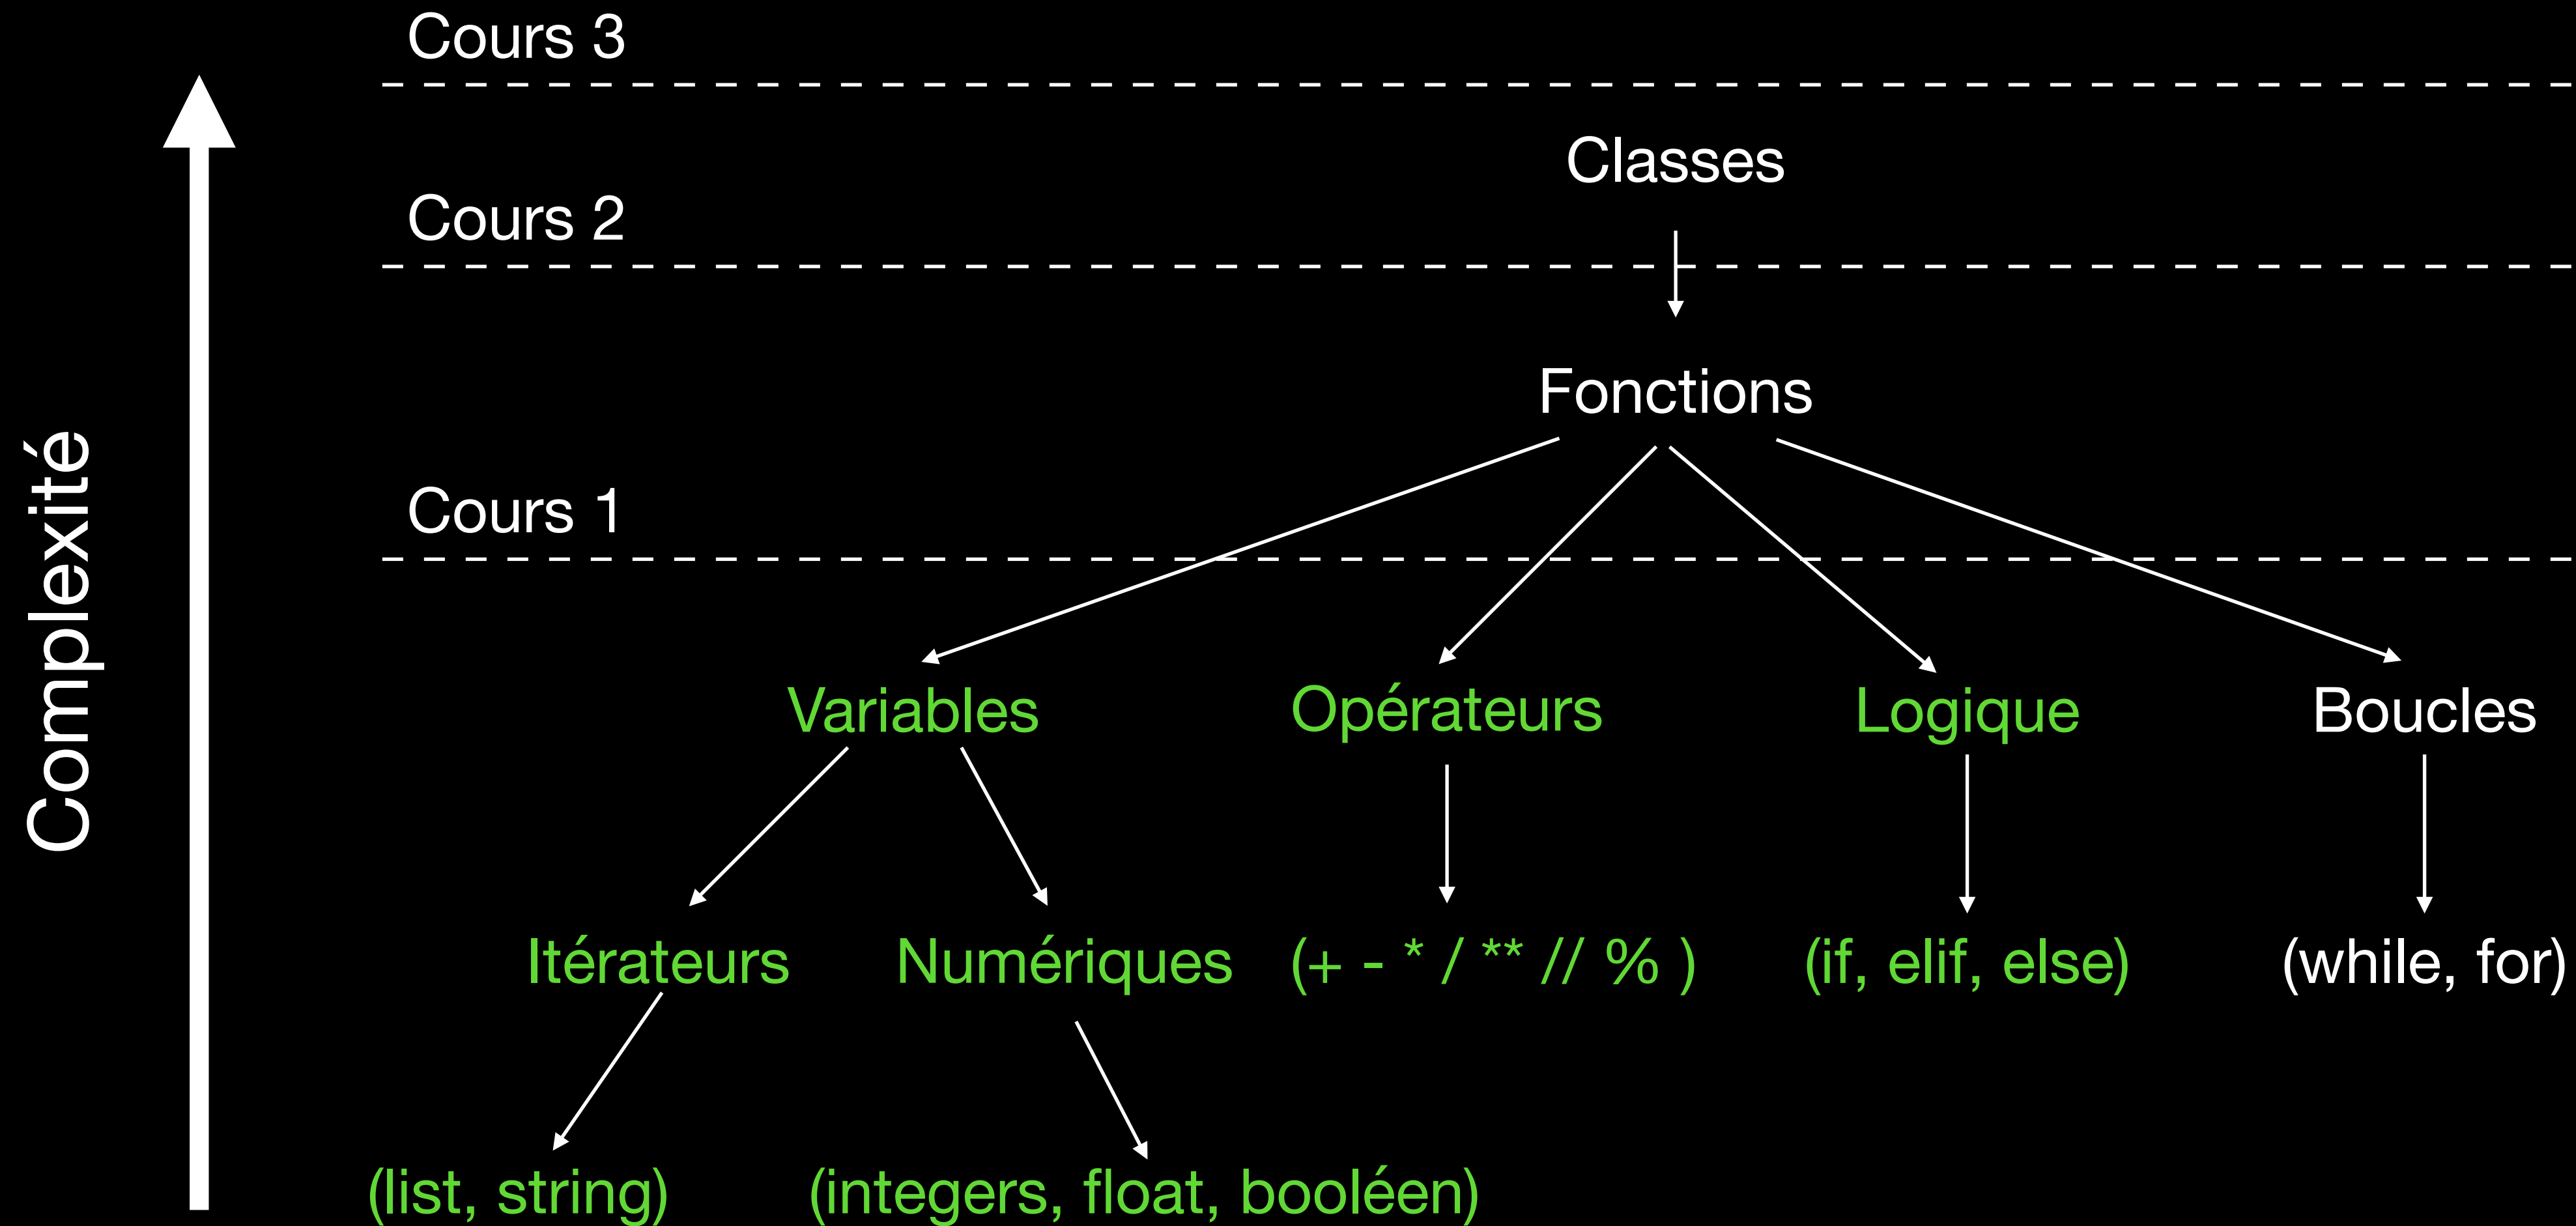 Cours 3
Classes
Cours 2
Fonctions
Cours 1
Complexité
Variables
Opérateurs
Logique
Boucles
Itérateurs
Numériques
(+ - * / ** // % )
(if, elif, else)
(while, for)
(list, string)
(integers, float, booléen)